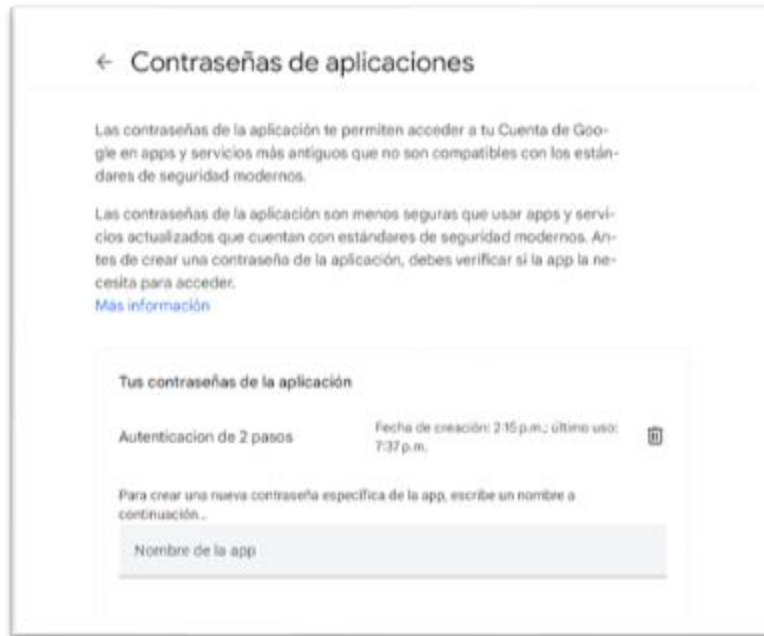 ← Contraseñas de aplicaciones
Las contraseñas de la aplicación te permiten acceder a tu Cuenta de Goo-
gle en apps y servicios más antiguos que no son compatibles con los están-
dares de seguridad modernos.
Las contraseñas de la aplicación son menos seguras que usar apps y servi-
cios actualizados que cuentan con estándares de seguridad modernos. An-
tes de crear una contraseña de la aplicación, debes verificar si la app la ne-
cesita para acceder.
Más información
Tus contraseñas de la aplicación
Autenticacion de 2 pasos
Fecha de creación: 2:15 p.m.; último uso:
7:37 p.m.
Para crear una nueva contraseña específica de la app, escribe un nombre a
continuación...
Nombre de la app